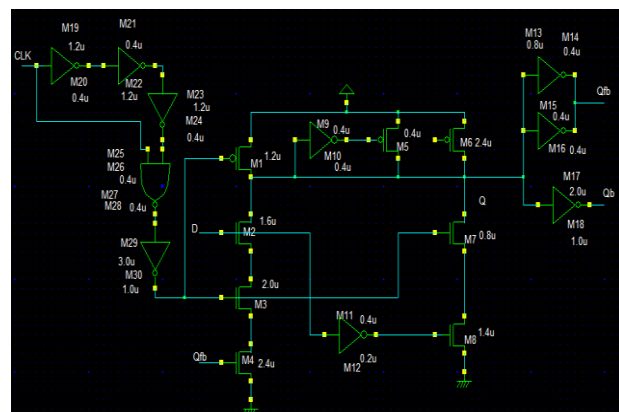 M19
M21
M13
M14
1.2u
0.4u
0.8u
0.4u
CLK
M20
M22
M23
0.4u
1.2u
1.2u
Qfb
M24
0.4u
M9
0.4u
M15
0.4u
0.4u
M25
M5
M6
2.4u
M16
0.4u
M26
M1
1.2u
M10
0.4u
0.4u
M17
2.0u
M27
M28
0.4u
Q
Qb
1.6u
M18
D
M2
M7
0.8u
1.0u
M29
3.0u
2.0u
M30
M11
0.4u
1.0u
M3
1.4u
Qfb
M4
M12
0.2u
M8
2.4u